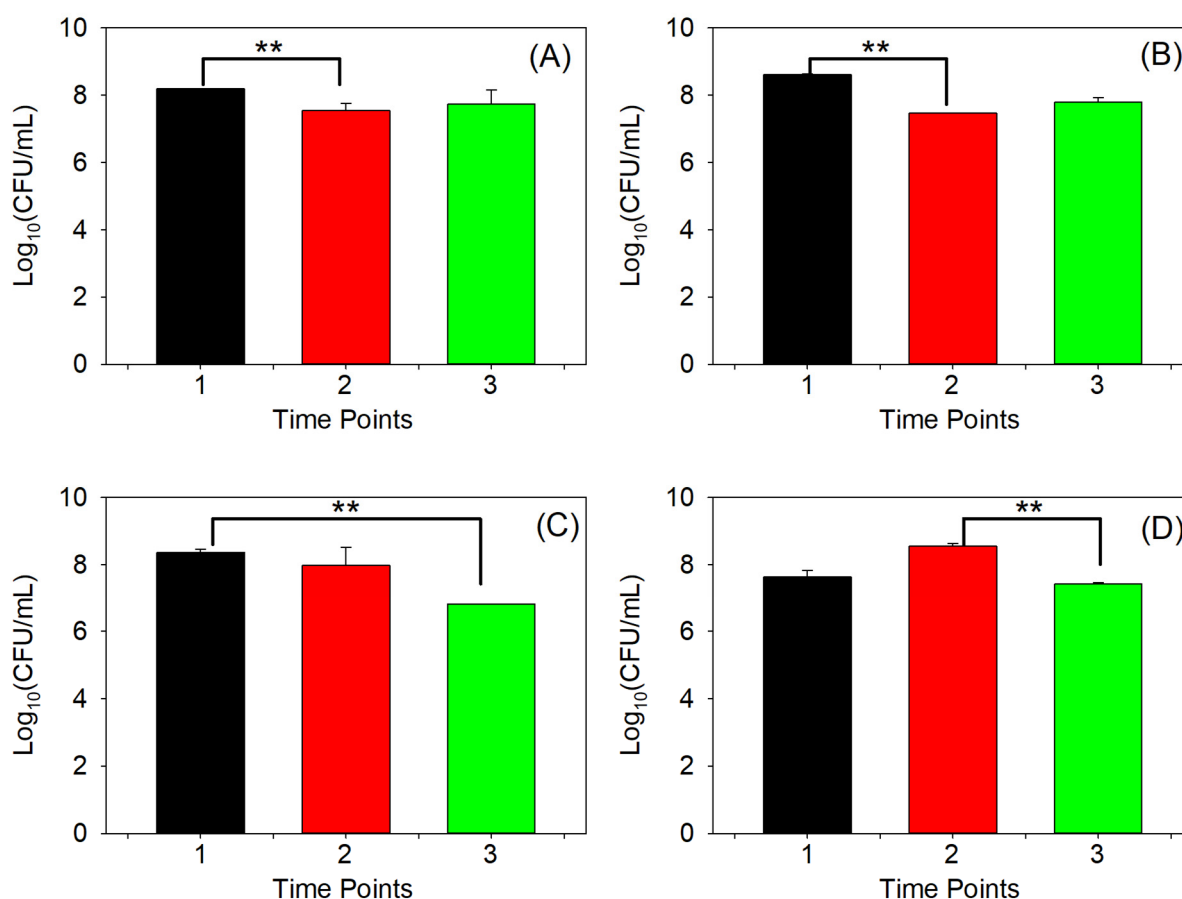 (A)
**
10
8
6
4
2
0
Log₁₀(CFU/mL)
1 2 3
Time Points
(B)
**
10
8
6
4
2
0
Log₁₀(CFU/mL)
1 2 3
Time Points
(C)
**
10
8
6
4
2
0
Log₁₀(CFU/mL)
1 2 3
Time Points
(D)
**
10
8
6
4
2
0
Log₁₀(CFU/mL)
1 2 3
Time Points